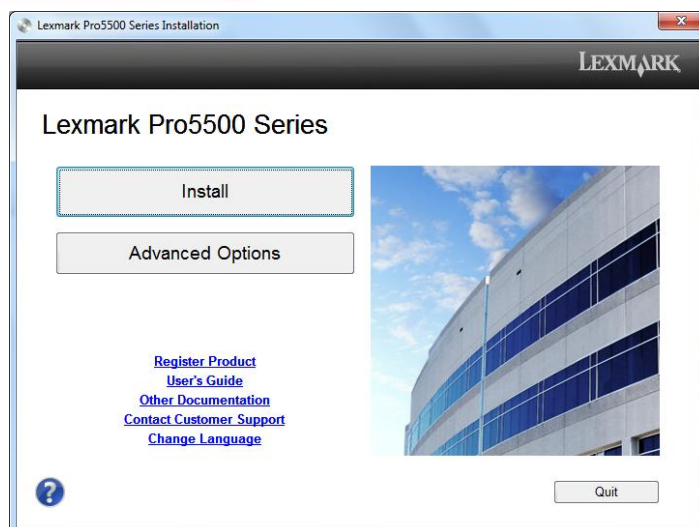 Lexmark Pro5500 Series Installation
LEXMARK
Lexmark Pro5500 Series
Install
Advanced Options
Register Product
User's Guide
Other Documentation
Contact Customer Support
Change Language
?
Quit